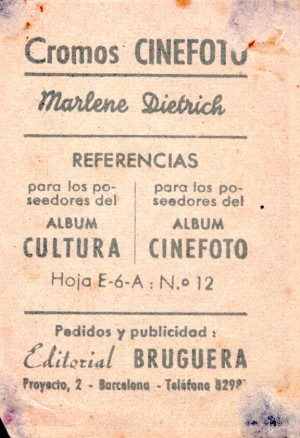 Cromos CINEFOTO
Marlene Dietrich
REFERENCIAS
para los po-
seedores del
ALBUM
CULTURA
para los po-
seedores del
ALBUM
CINEFOTO
Hoja E-6-A : N.o 12
Pedidos y publicidad :
Editorial BRUGUERA
Proyecto, 2 - Barcelona - Teléfono